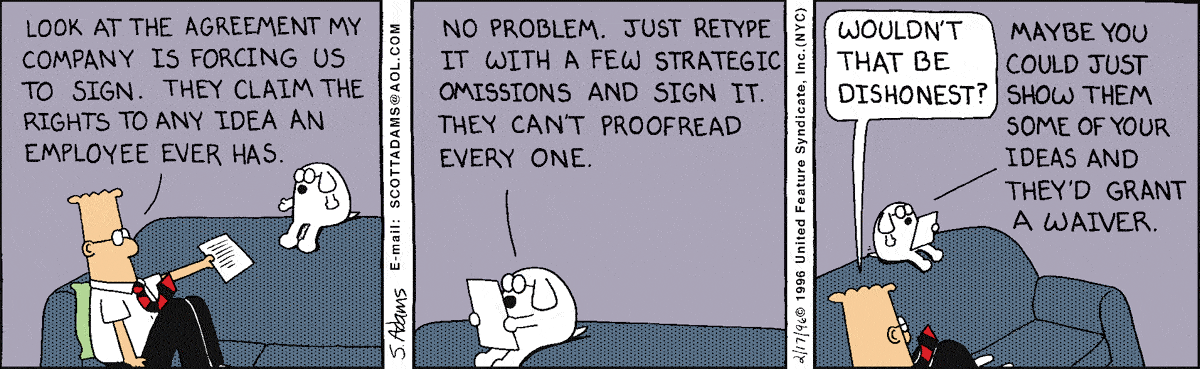 LOOK AT THE AGREEMENT MY
COMPANY IS FORCING US
TO SIGN. THEY CLAIM THE
RIGHTS TO ANY IDEA AN
EMPLOYEE EVER HAS.
S. Adams E-mail: SCOTTADAMS@AOL.COM
NO PROBLEM. JUST RETYPE
IT WITH A FEW STRATEGIC
OMISSIONS AND SIGN IT.
THEY CAN'T PROOFREAD
EVERY ONE.
2/17/96 © 1996 United Feature Syndicate, Inc.(NYC)
WOULDN'T
THAT BE
DISHONEST?
MAYBE YOU
COULD JUST
SHOW THEM
SOME OF YOUR
IDEAS AND
THEY'D GRANT
A WAIVER.